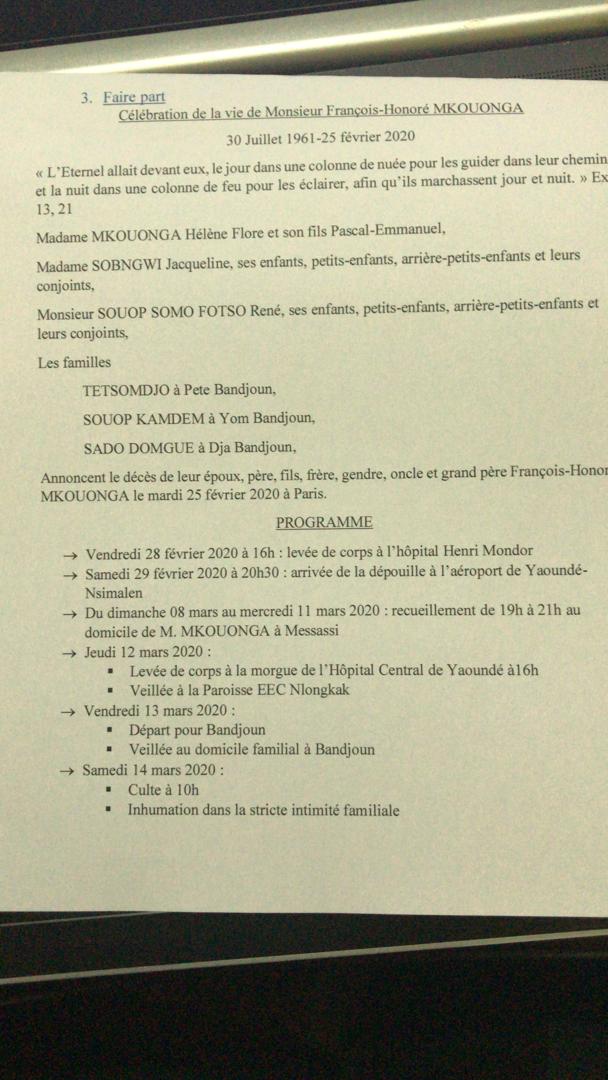 3. Faire part
Célébration de la vie de Monsieur François-Honoré MKOUONGA
30 Juillet 1961-25 février 2020
« L’Eternel allait devant eux, le jour dans une colonne de nuée pour les guider dans leur chemin
et la nuit dans une colonne de feu pour les éclairer, afin qu’ils marchassent jour et nuit. » Ex
13, 21
Madame MKOUONGA Hélène Flore et son fils Pascal-Emmanuel,
Madame SOBNGWI Jacqueline, ses enfants, petits-enfants, arrière-petits-enfants et leurs
conjoints,
Monsieur SOUOP SOMO FOTSO René, ses enfants, petits-enfants, arrière-petits-enfants et
leurs conjoints,
Les familles
TETSOMDJO à Pete Bandjoun,
SOUOP KAMDEM à Yom Bandjoun,
SADO DOMGUE à Dja Bandjoun,
Annoncent le décès de leur époux, père, fils, frère, gendre, oncle et grand père François-Honor
MKOUONGA le mardi 25 février 2020 à Paris.
PROGRAMME
→ Vendredi 28 février 2020 à 16h : levée de corps à l’hôpital Henri Mondor
→ Samedi 29 février 2020 à 20h30 : arrivée de la dépouille à l’aéroport de Yaoundé-
Nsimalen
→ Du dimanche 08 mars au mercredi 11 mars 2020 : recueillement de 19h à 21h au
domicile de M. MKOUONGA à Messassi
→ Jeudi 12 mars 2020 :
▪ Levée de corps à la morgue de l’Hôpital Central de Yaoundé à16h
▪ Veillée à la Paroisse EEC Nlongkak
→ Vendredi 13 mars 2020 :
▪ Départ pour Bandjoun
▪ Veillée au domicile familial à Bandjoun
→ Samedi 14 mars 2020 :
▪ Culte à 10h
▪ Inhumation dans la stricte intimité familiale